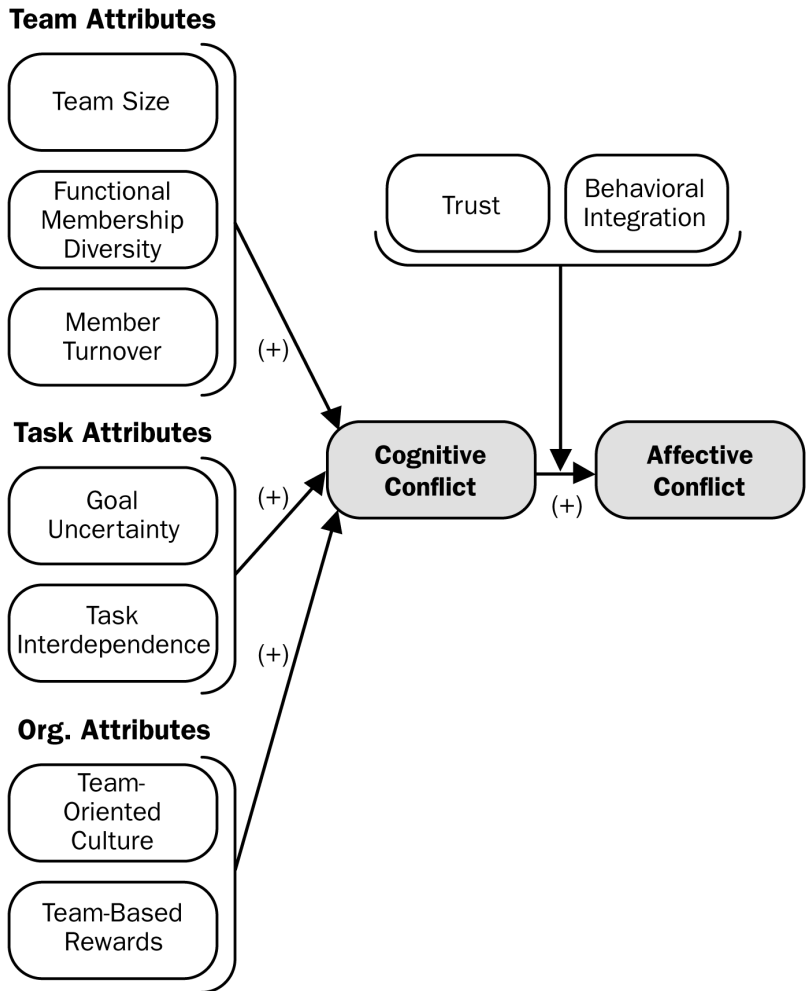 Team Attributes
Team Size
Functional
Membership
Diversity
Member
Turnover
(+)
Trust
Behavioral
Integration
Task Attributes
Goal
Uncertainty
Task
Interdependence
(+)
Cognitive
Conflict
(+)
Affective
Conflict
(+)
Org. Attributes
Team-
Oriented
Culture
Team-Based
Rewards